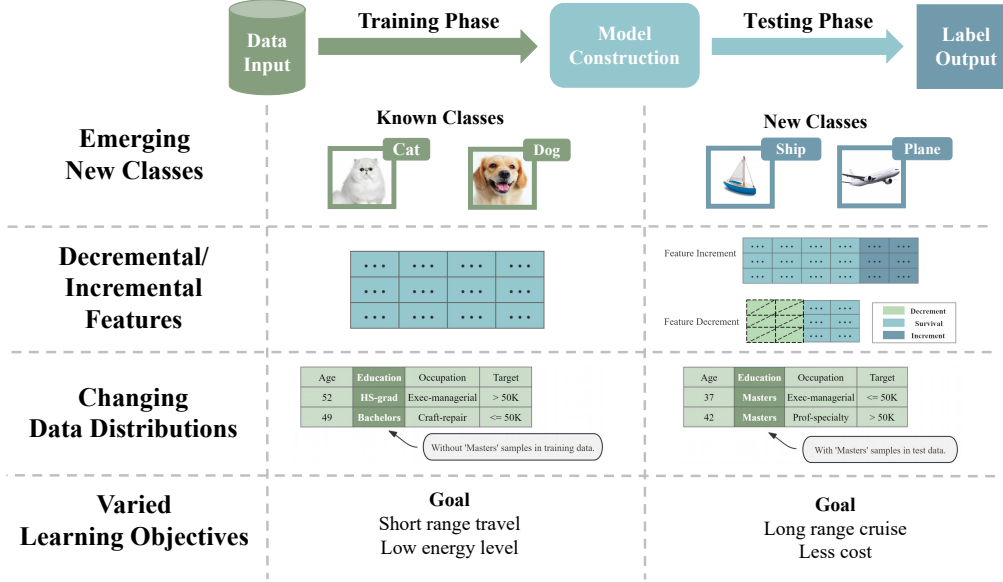 Data
Input
Training Phase
Model
Construction
Testing Phase
Label
Output
Emerging
New Classes
Known Classes
Cat
Dog
New Classes
Ship
Plane
Decremental/
Incremental
Features
... ... ... ...
... ... ... ...
... ... ... ...
Feature Increment
... ... ... ... ... ...
... ... ... ... ... ...
... ... ... ... ... ...
Feature Decrement
... ...
... ...
... ...
Decrement
Survival
Increment
Changing
Data Distributions
Age Education Occupation Target
52 HS-grad Exec-managerial > 50K
49 Bachelors Craft-repair <= 50K
Without 'Masters' samples in training data.
Age Education Occupation Target
37 Masters Exec-managerial <= 50K
42 Masters Prof-specialty > 50K
With 'Masters' samples in test data.
Varied
Learning Objectives
Goal
Short range travel
Low energy level
Goal
Long range cruise
Less cost